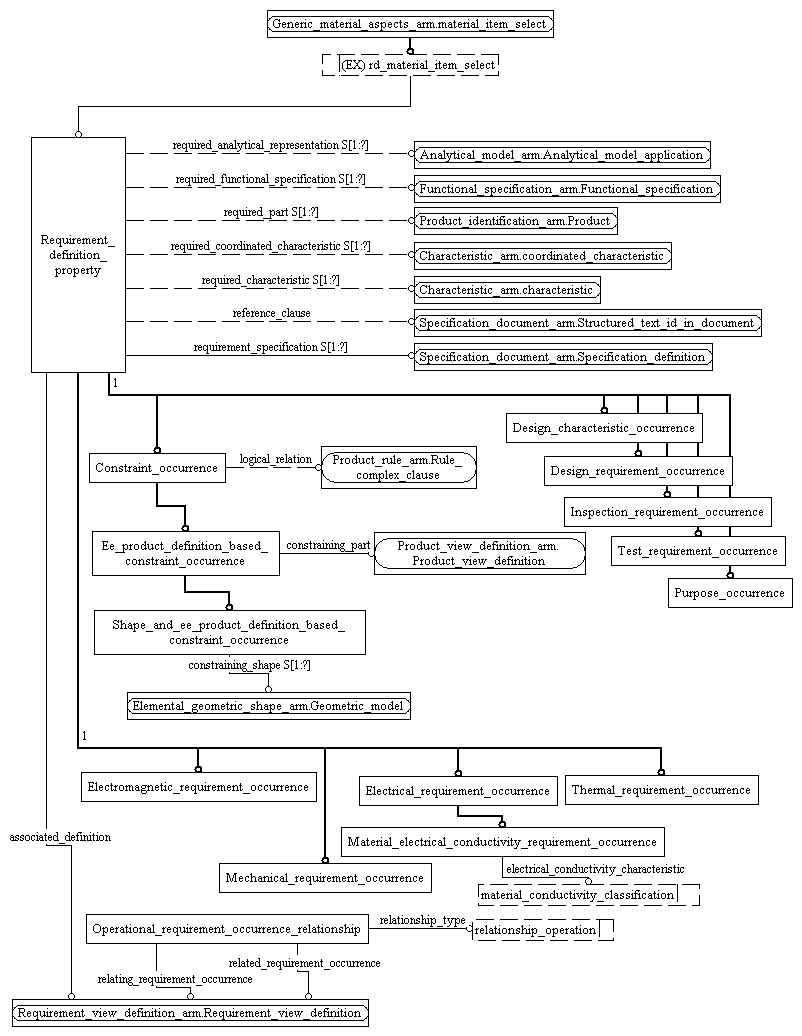 Generic_material_aspects_arm.material_item_select
(EX) rd_material_item_select
required_analytical_representation S[1:?]
Analytical_model_arm.Analytical_model_application
required_functional_specification S[1:?]
Functional_specification_arm.Functional_specification
required_part S[1:?]
Product_identification_arm.Product
Requirement_
definition_
property
required_coordinated_characteristic S[1:?]
Characteristic_arm.coordinated_characteristic
required_characteristic S[1:?]
Characteristic_arm.characteristic
reference_clause
Specification_document_arm.Structured_text_id_in_document
requirement_specification S[1:?]
Specification_document_arm.Specification_definition
1
Design_characteristic_occurrence
Constraint_occurrence
logical_relation
Product_rule_arm.Rule_
complex_clause
Design_requirement_occurrence
Inspection_requirement_occurrence
Ee_product_definition_based_
constraint_occurrence
constraining_part
Product_view_definition_arm.
Product_view_definition
Test_requirement_occurrence
Purpose_occurrence
Shape_and_ee_product_definition_based_
constraint_occurrence
constraining_shape S[1:?]
Elemental_geometric_shape_arm.Geometric_model
1
Electromagnetic_requirement_occurrence
Electrical_requirement_occurrence
Thermal_requirement_occurrence
associated_definition
Material_electrical_conductivity_requirement_occurrence
Mechanical_requirement_occurrence
electrical_conductivity_characteristic
material_conductivity_classification
Operational_requirement_occurrence_relationship
relationship_type
relationship_operation
related_requirement_occurrence
relating_requirement_occurrence
Requirement_view_definition_arm.Requirement_view_definition